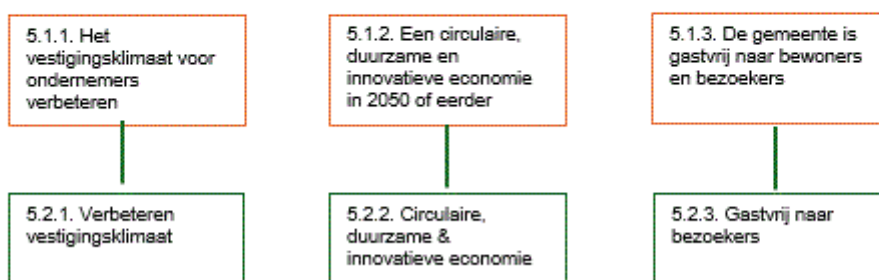 5.1.1. Het
vestigingsklimaat voor
ondernemers
verbeteren
5.1.2. Een circulaire,
duurzame en
innovatieve economie
in 2050 of eerder
5.1.3. De gemeente is
gastvrij naar bewoners
en bezoekers
5.2.1. Verbeteren
vestigingsklimaat
5.2.2. Circulaire,
duurzame &
innovatieve economie
5.2.3. Gastvrij naar
bezoekers